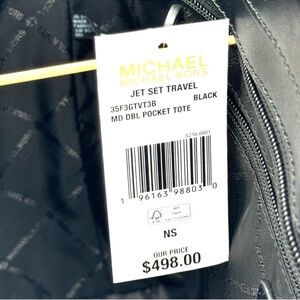 MICHAEL
MICHAEL KORS
JET SET TRAVEL
35F3GTVT3B BLACK
MD DBL POCKET TOTE
1 96163 98803 0
NS
OUR PRICE
$498.00